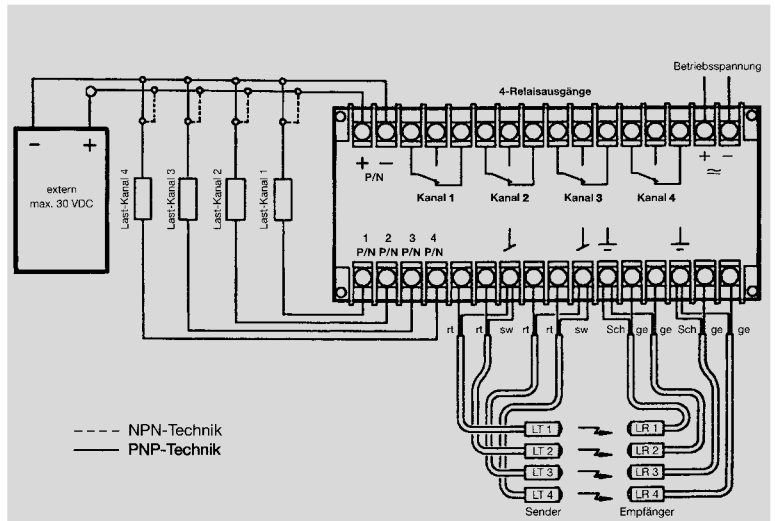 Betriebsspannung
4-Relaisausgänge
− +
extern
max. 30 VDC
Last-Kanal 4
Last-Kanal 3
Last-Kanal 2
Last-Kanal 1
+ −
P/N
Kanal 1
Kanal 2
Kanal 3
Kanal 4
+ −
≃
1 2 3 4
P/N P/N P/N P/N
rt rt sw rt rt sw Sch ge ge Sch ge ge
NPN-Technik
PNP-Technik
LT 1 LR 1
LT 2 LR 2
LT 3 LR 3
LT 4 LR 4
Sender Empfänger